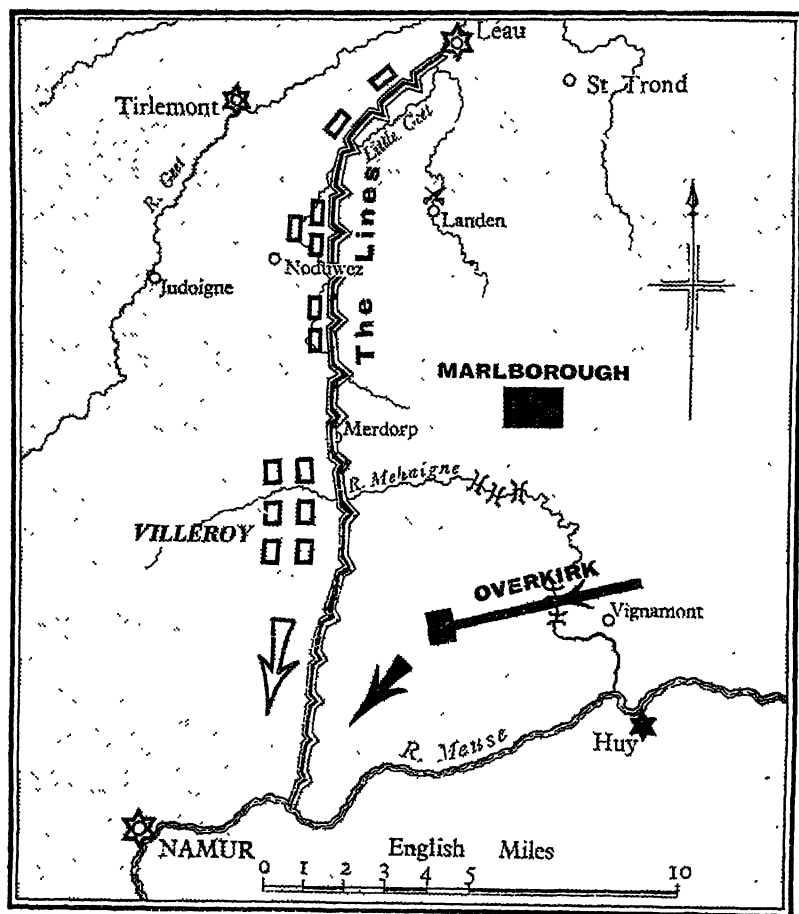 Léau
Tirlemont
St. Trond
R. Geet
Little Geet
Landen
The Lines
Noduwez
Judoigne
MARLBOROUGH
Merdorp
R. Mehaigne
VILLEROY
OVERKIRK
Vignamont
R. Meuse
Huy
NAMUR
English Miles
0 1 2 3 4 5 10